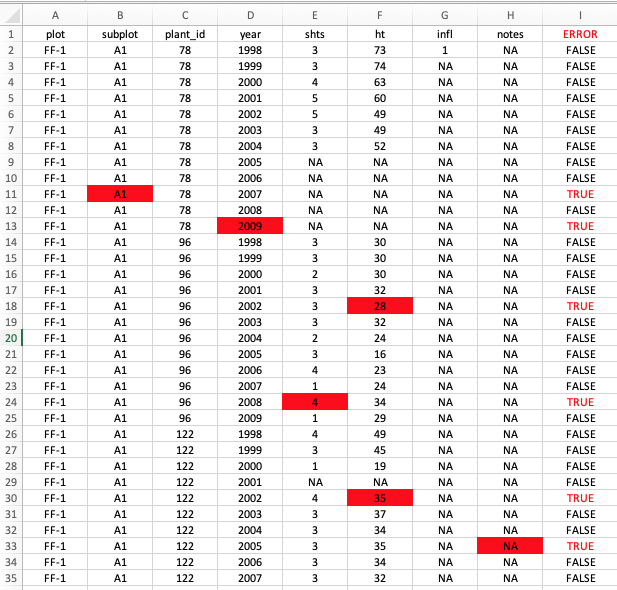 A B C D E F G H I
1 plot subplot plant_id year shts ht infl notes ERROR
2 FF-1 A1 78 1998 3 73 1 NA FALSE
3 FF-1 A1 78 1999 3 74 NA NA FALSE
4 FF-1 A1 78 2000 4 63 NA NA FALSE
5 FF-1 A1 78 2001 5 60 NA NA FALSE
6 FF-1 A1 78 2002 5 49 NA NA FALSE
7 FF-1 A1 78 2003 3 49 NA NA FALSE
8 FF-1 A1 78 2004 3 52 NA NA FALSE
9 FF-1 A1 78 2005 NA NA NA NA FALSE
10 FF-1 A1 78 2006 NA NA NA NA FALSE
11 FF-1 A1 78 2007 NA NA NA NA TRUE
12 FF-1 A1 78 2008 NA NA NA NA FALSE
13 FF-1 A1 78 2009 NA NA NA NA TRUE
14 FF-1 A1 96 1998 3 30 NA NA FALSE
15 FF-1 A1 96 1999 3 30 NA NA FALSE
16 FF-1 A1 96 2000 2 30 NA NA FALSE
17 FF-1 A1 96 2001 3 32 NA NA FALSE
18 FF-1 A1 96 2002 3 28 NA NA TRUE
19 FF-1 A1 96 2003 3 32 NA NA FALSE
20 FF-1 A1 96 2004 2 24 NA NA FALSE
21 FF-1 A1 96 2005 3 16 NA NA FALSE
22 FF-1 A1 96 2006 4 23 NA NA FALSE
23 FF-1 A1 96 2007 1 24 NA NA FALSE
24 FF-1 A1 96 2008 4 34 NA NA TRUE
25 FF-1 A1 96 2009 1 29 NA NA FALSE
26 FF-1 A1 122 1998 4 49 NA NA FALSE
27 FF-1 A1 122 1999 3 45 NA NA FALSE
28 FF-1 A1 122 2000 1 19 NA NA FALSE
29 FF-1 A1 122 2001 NA NA NA NA FALSE
30 FF-1 A1 122 2002 4 35 NA NA TRUE
31 FF-1 A1 122 2003 3 37 NA NA FALSE
32 FF-1 A1 122 2004 3 34 NA NA FALSE
33 FF-1 A1 122 2005 3 35 NA NA TRUE
34 FF-1 A1 122 2006 3 34 NA NA FALSE
35 FF-1 A1 122 2007 3 32 NA NA FALSE